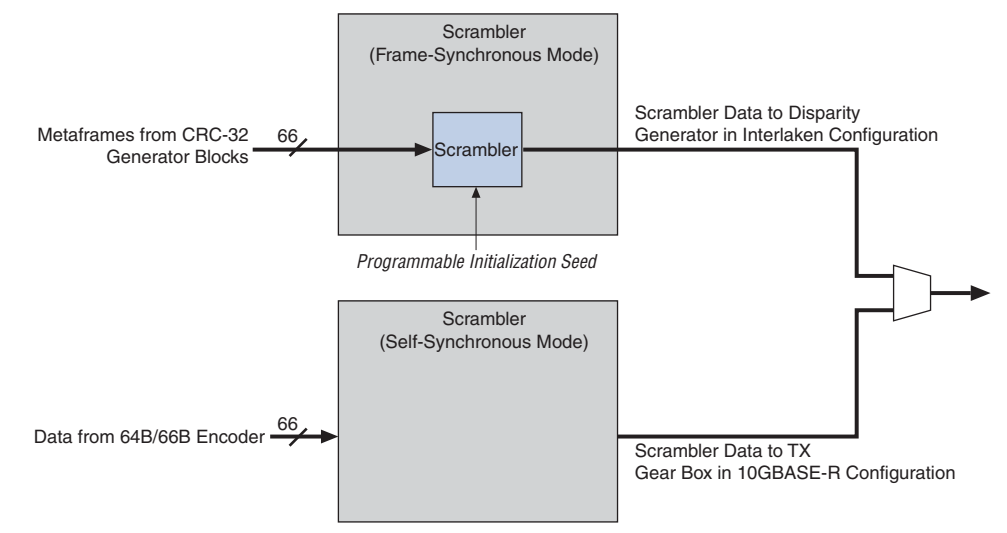 Scrambler
(Frame-Synchronous Mode)
Metaframes from CRC-32
Generator Blocks
66
Scrambler
Scrambler Data to Disparity
Generator in Interlaken Configuration
Programmable Initialization Seed
Scrambler
(Self-Synchronous Mode)
Data from 64B/66B Encoder
66
Scrambler Data to TX
Gear Box in 10GBASE-R Configuration